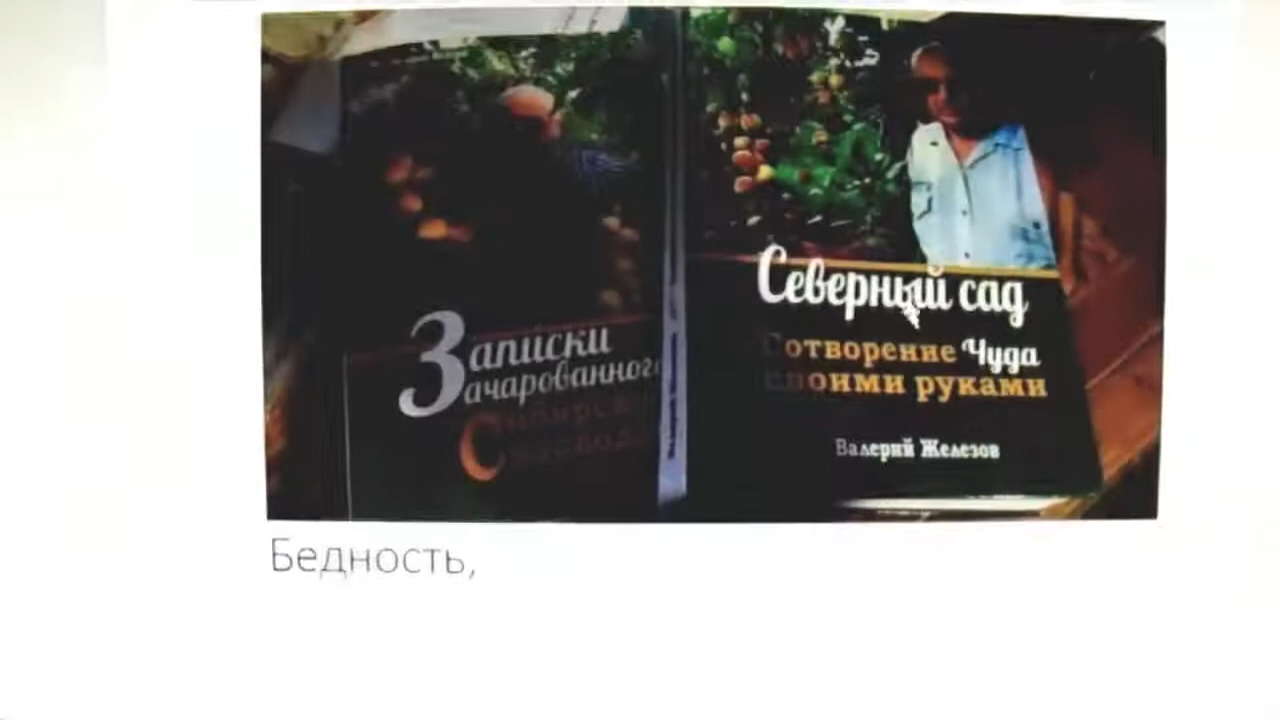 Записки
Зачарованного
Северный сад
Сотворение Чуда
своими руками
Валерий Железов
Бедность,